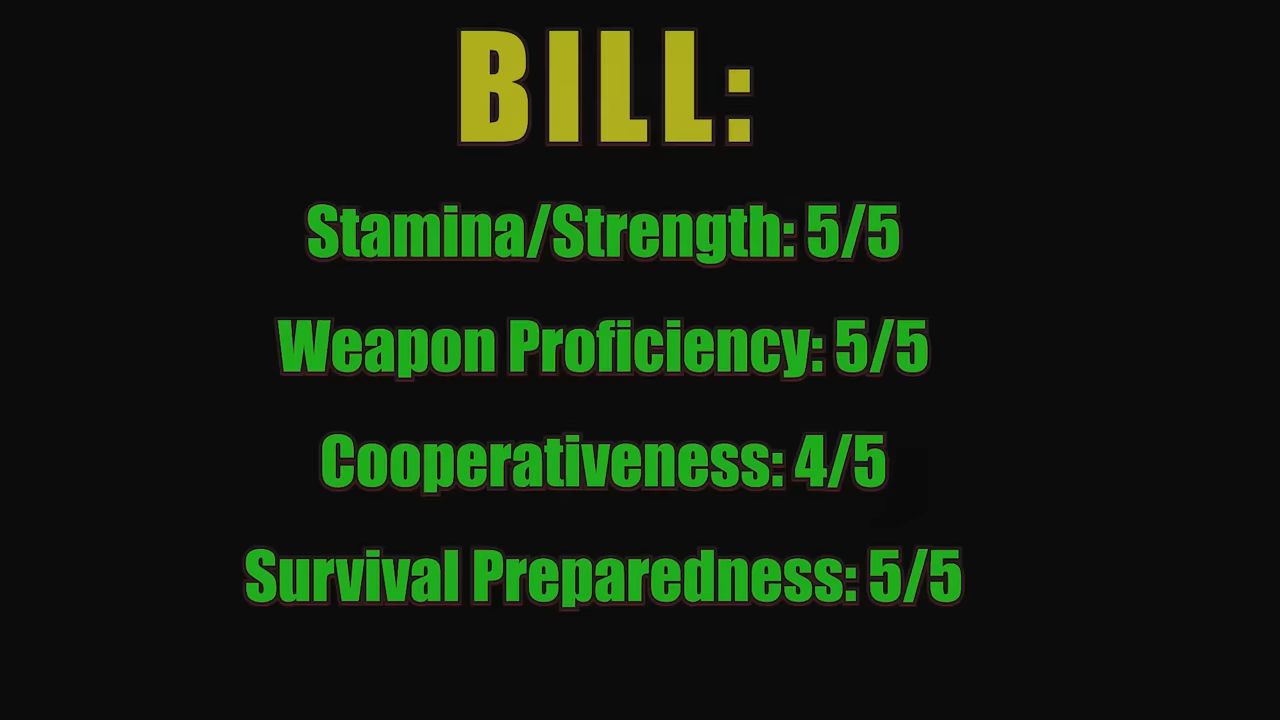 BILL:
Stamina/Strength: 5/5
Weapon Proficiency: 5/5
Cooperativeness: 4/5
Survival Preparedness: 5/5